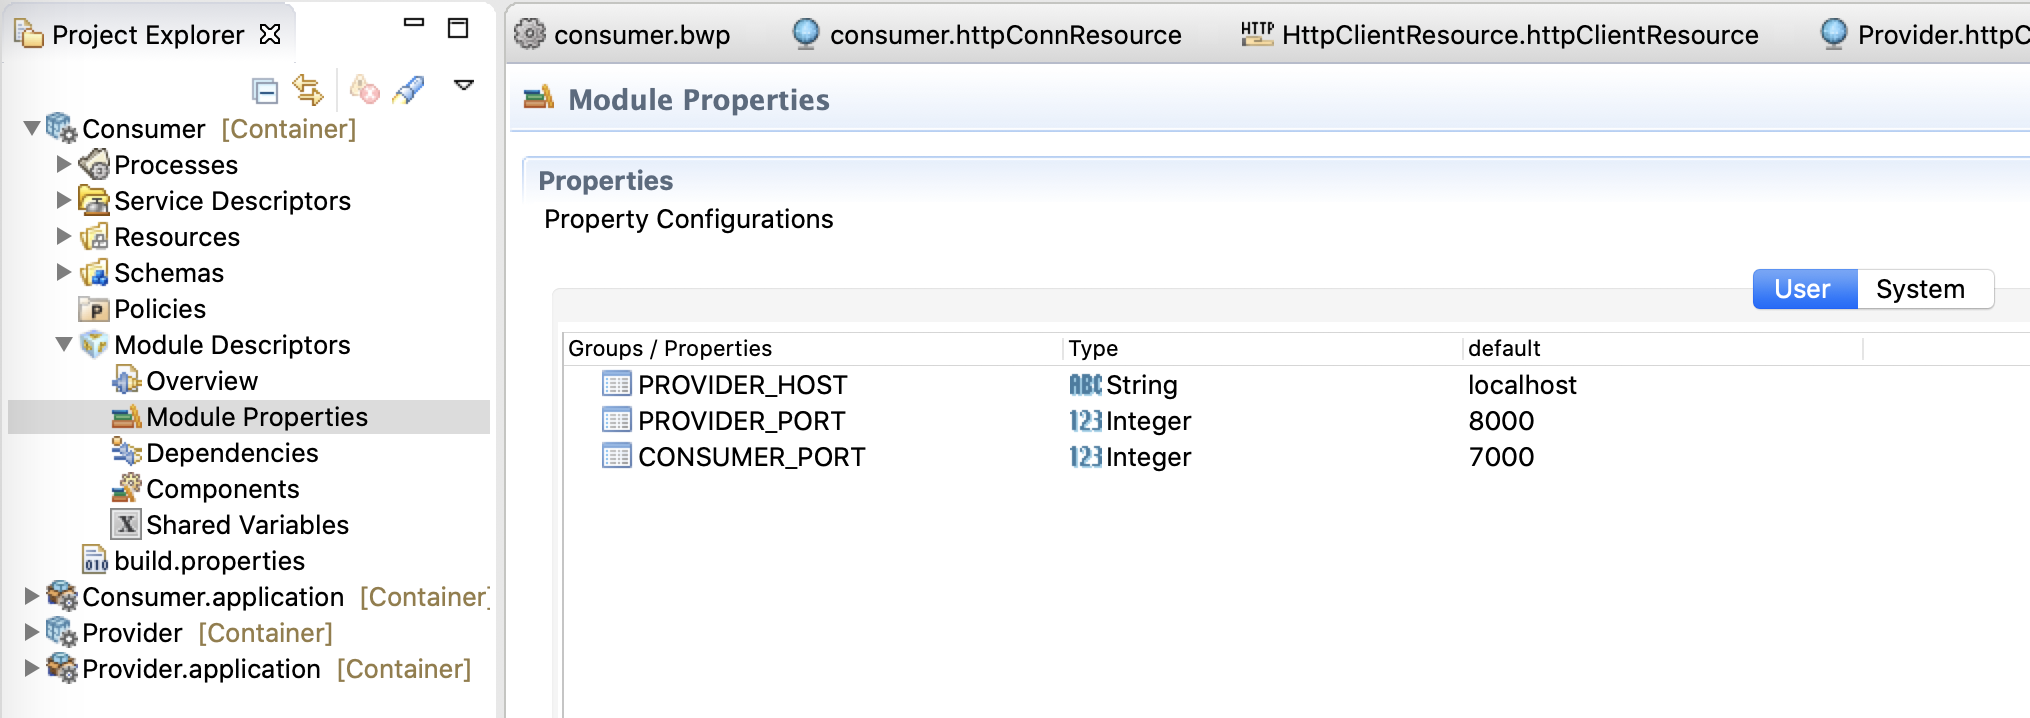 Project Explorer
Consumer [Container]
Processes
Service Descriptors
Resources
Schemas
Policies
Module Descriptors
Overview
Module Properties
Dependencies
Components
Shared Variables
build.properties
Consumer.application [Container]
Provider [Container]
Provider.application [Container]
consumer.bwp consumer.httpConnResource HTTP HttpClientResource.httpClientResource Provider.httpC
Module Properties
Properties
Property Configurations
User System
Groups / Properties Type default
PROVIDER_HOST ABC String localhost
PROVIDER_PORT 123 Integer 8000
CONSUMER_PORT 123 Integer 7000